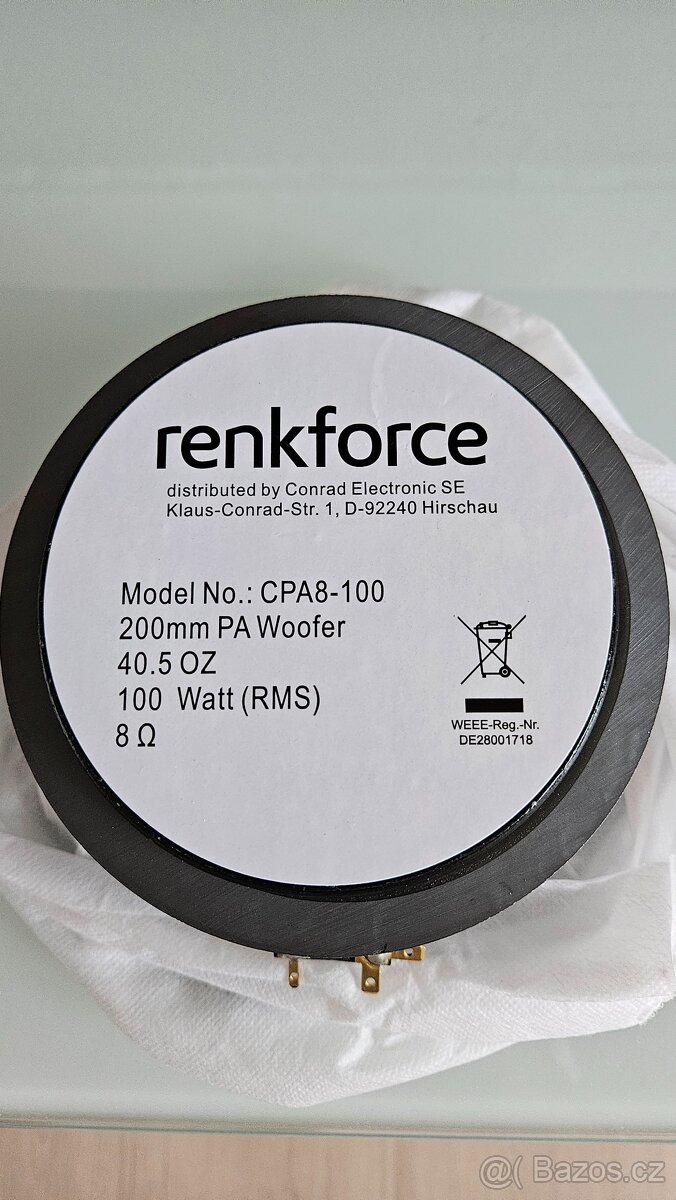 renkforce
distributed by Conrad Electronic SE
Klaus-Conrad-Str. 1, D-92240 Hirschau
Model No.: CPA8-100
200mm PA Woofer
40.5 OZ
100 Watt (RMS)
8 Ω
WEEE-Reg.-Nr.
DE28001718
@( Bazos.cz